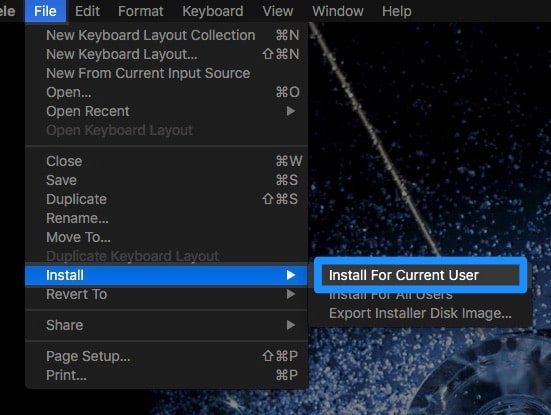 ele File Edit Format Keyboard View Window Help
New Keyboard Layout Collection ⌘N
New Keyboard Layout... ⇧⌘N
New From Current Input Source
Open... ⌘O
Open Recent ▶
Open Keyboard Layout
Close ⌘W
Save ⌘S
Duplicate ⇧⌘S
Rename...
Move To...
Duplicate Keyboard Layout
Install ▶
Install For Current User
Revert To ▶
Install For All Users
Export Installer Disk Image...
Share ▶
Page Setup... ⇧⌘P
Print... ⌘P